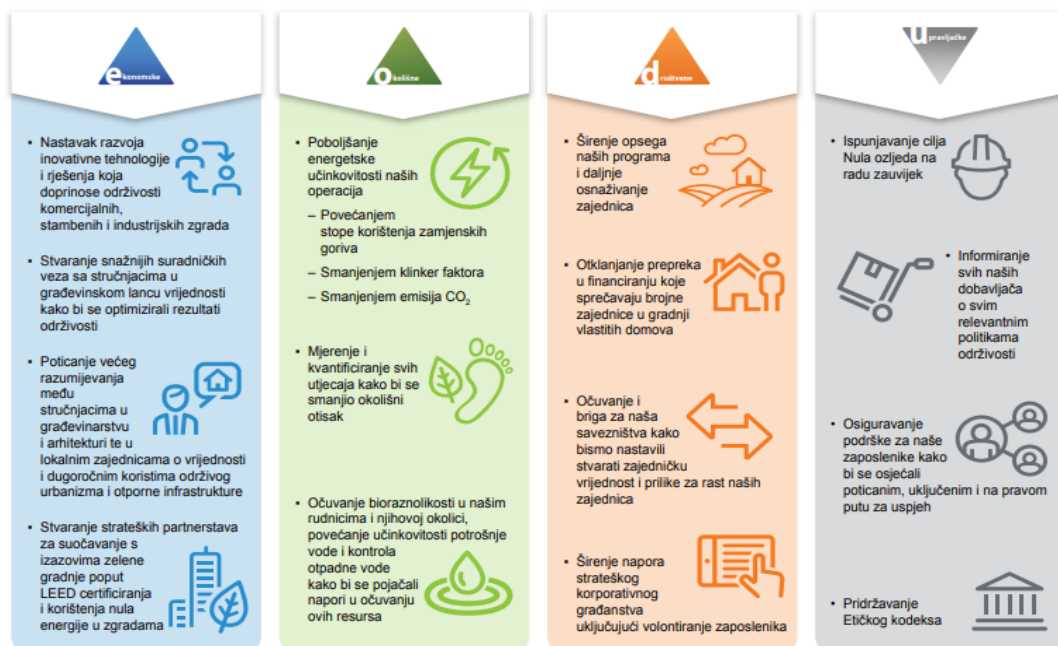 ekonomske
• Nastavak razvoja
inovativne tehnologije
i rješenja koja
doprinose održivosti
komercijalnih,
stambenih i industrijskih zgrada
• Stvaranje snažnijih suradničkih
veza sa stručnjacima u
građevinskom lancu vrijednosti
kako bi se optimizirali rezultati
održivosti
• Poticanje većeg
razumijevanja
među
stručnjacima u
građevinarstvu
i arhitekturi te u
lokalnim zajednicama o vrijednosti
i dugoročnim koristima održivog
urbanizma i otporne infrastrukture
• Stvaranje strateških partnerstava
za suočavanje s
izazovima zelene
gradnje poput
LEED certificiranja
i korištenja nula
energije u zgradama
okolišne
• Poboljšanje
energetske
učinkovitosti naših
operacija
– Povećanjem
stope korištenja zamjenskih
goriva
– Smanjenjem klinker faktora
– Smanjenjem emisija CO₂
• Mjerenje i
kvantificiranje svih
utjecaja kako bi se
smanjio okolišni
otisak
• Očuvanje bioraznolikosti u našim
rudnicima i njihovoj okolici,
povećanje učinkovitosti potrošnje
vode i kontrola
otpadne vode
kako bi se pojačali
napori u očuvanju
ovih resursa
društvene
• Širenje opsega
naših programa
i daljnje
osnaživanje
zajednica
• Otklanjanje prepreka
u financiranju koje
sprečavaju brojne
zajednice u gradnji
vlastitih domova
• Očuvanje i
briga za naša
savezništva kako
bismo nastavili
stvarati zajedničku
vrijednost i prilike za rast naših
zajednica
• Širenje napora
strateškog
korporativnog
građanstva
uključujući volontiranje zaposlenika
upravljačke
• Ispunjavanje cilja
Nula ozljeda na
radu zauvijek
• Informiranje
svih naših
dobavljača
o svim
relevantnim
politikama
održivosti
• Osiguravanje
podrške za naše
zaposlenike kako
bi se osjećali
poticanim, uključenim i na pravom
putu za uspjeh
• Pridržavanje
Etičkog kodeksa